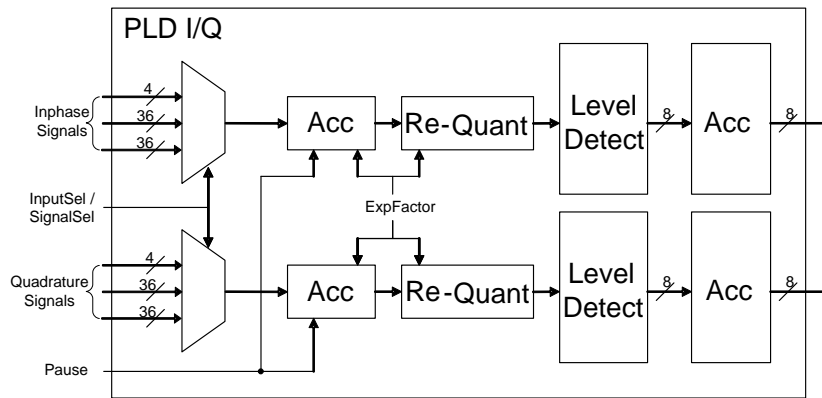 PLD I/Q
4
36
36
Inphase
Signals
Acc
Re-Quant
Level
Detect
8
Acc
8
InputSel /
SignalSel
ExpFactor
4
36
36
Quadrature
Signals
Acc
Re-Quant
Level
Detect
8
Acc
8
Pause